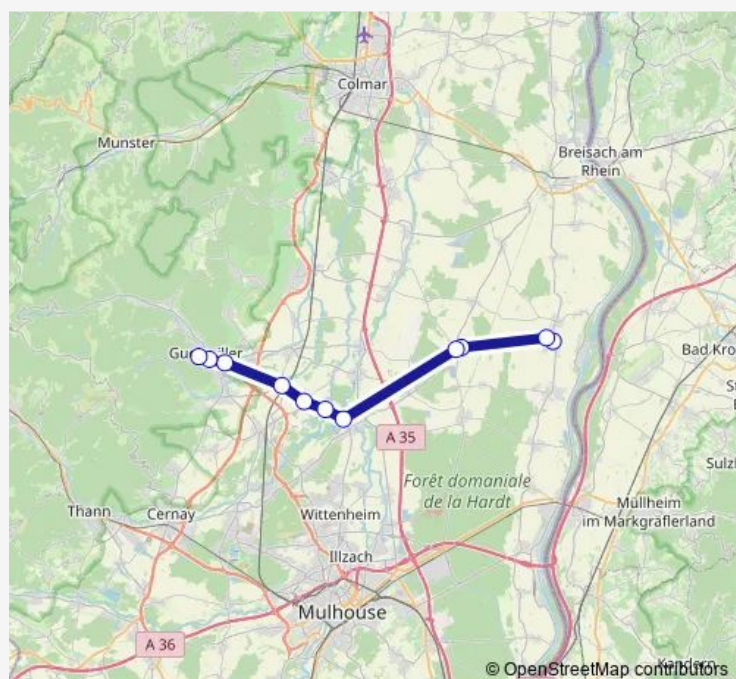 Colmar
Munster
Breisach am
Rhein
Bad Kro
A 35
Forêt domaniale
de la Hardt
Sulz
Thann
Cernay
Wittenheim
Müllheim
im Markgräflerland
Illzach
Mulhouse
A 36
© OpenStreetMap contributors